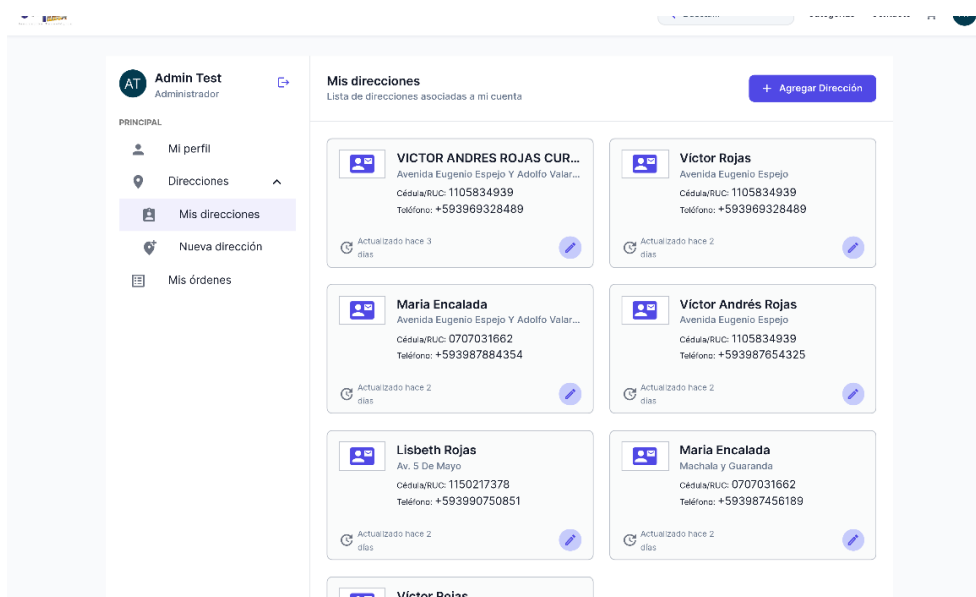 AT
Admin Test
Administrador
PRINCIPAL
Mi perfil
Direcciones
Mis direcciones
Nueva dirección
Mis órdenes
Mis direcciones
Lista de direcciones asociadas a mi cuenta
+ Agregar Dirección
VICTOR ANDRES ROJAS CUR...
Avenida Eugenio Espejo Y Adolfo Valar...
Cédula/RUC: 1105834939
Teléfono: +593969328489
Actualizado hace 3
días
Víctor Rojas
Avenida Eugenio Espejo
Cédula/RUC: 1105834939
Teléfono: +593969328489
Actualizado hace 2
días
Maria Encalada
Avenida Eugenio Espejo Y Adolfo Valar...
Cédula/RUC: 0707031662
Teléfono: +593987884354
Actualizado hace 2
días
Víctor Andrés Rojas
Avenida Eugenio Espejo
Cédula/RUC: 1105834939
Teléfono: +593987654325
Actualizado hace 2
días
Lisbeth Rojas
Av. 5 De Mayo
Cédula/RUC: 1150217378
Teléfono: +593990750851
Actualizado hace 2
días
Maria Encalada
Machala y Guaranda
Cédula/RUC: 0707031662
Teléfono: +593987456189
Actualizado hace 2
días
Víctor Rojas